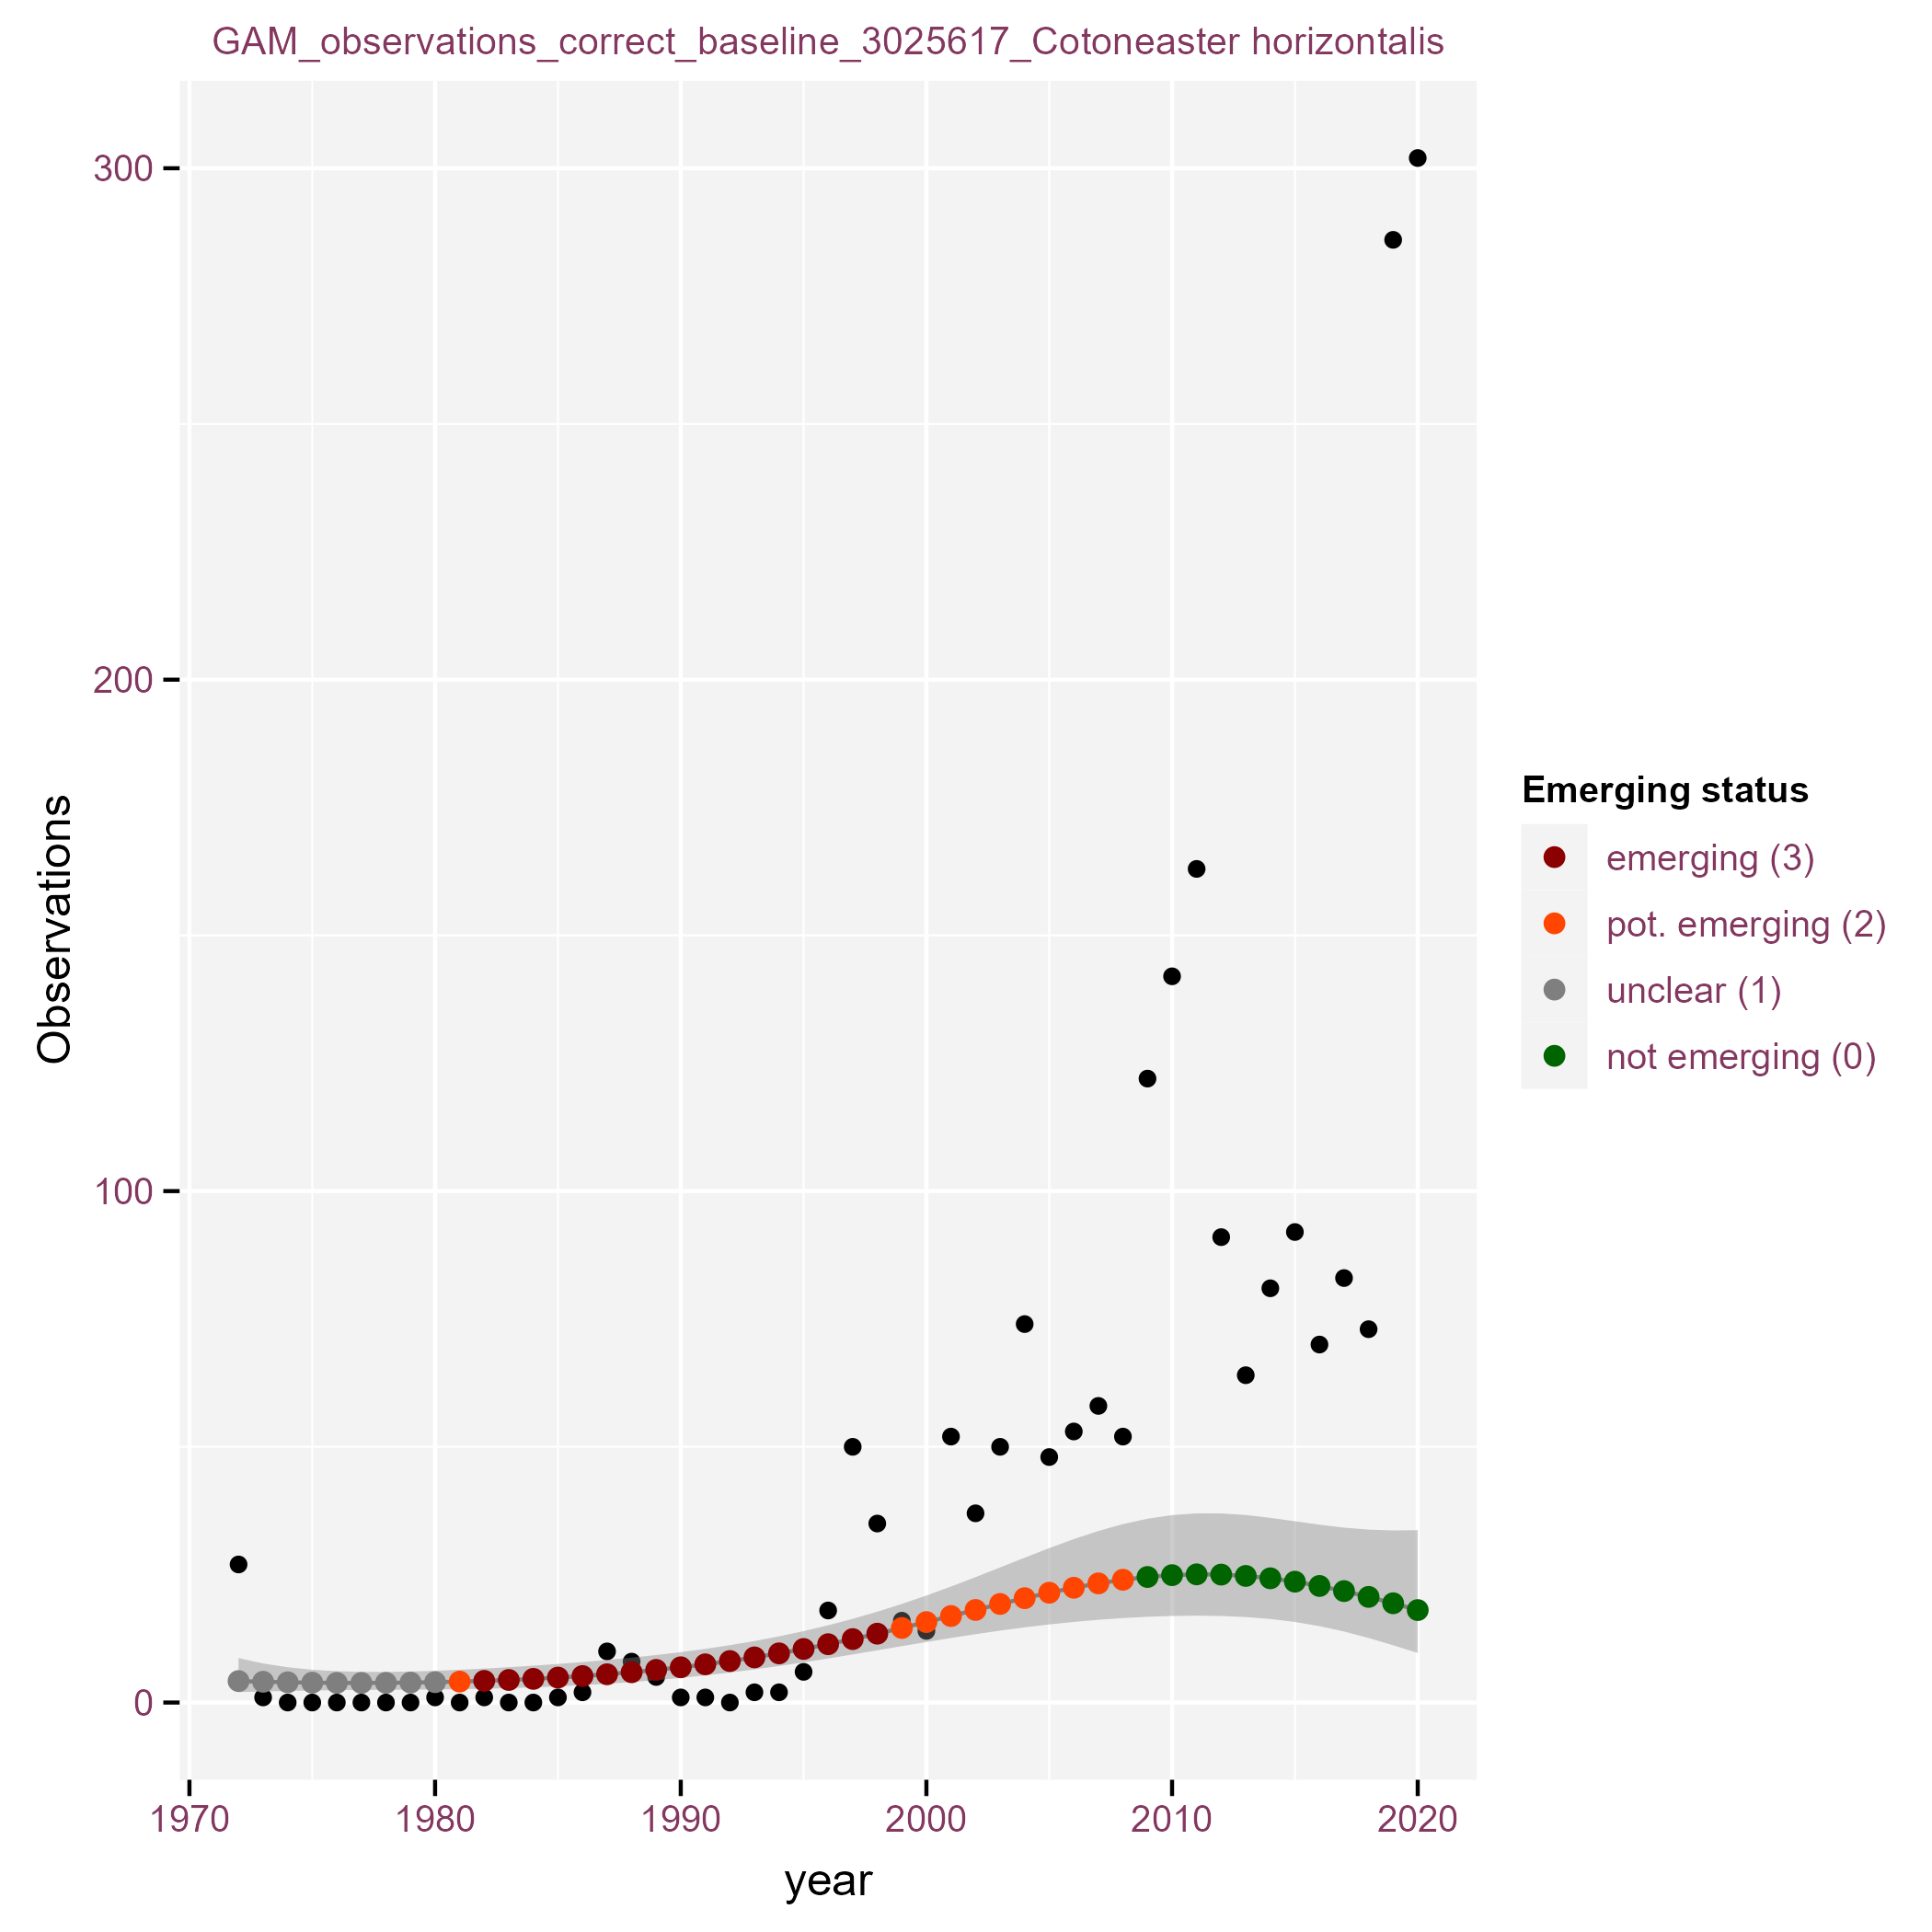 GAM_observations_correct_baseline_3025617_Cotoneaster horizontalis
300
200
100
0
Observations
1970 1980 1990 2000 2010 2020
year
Emerging status
emerging (3)
pot. emerging (2)
unclear (1)
not emerging (0)